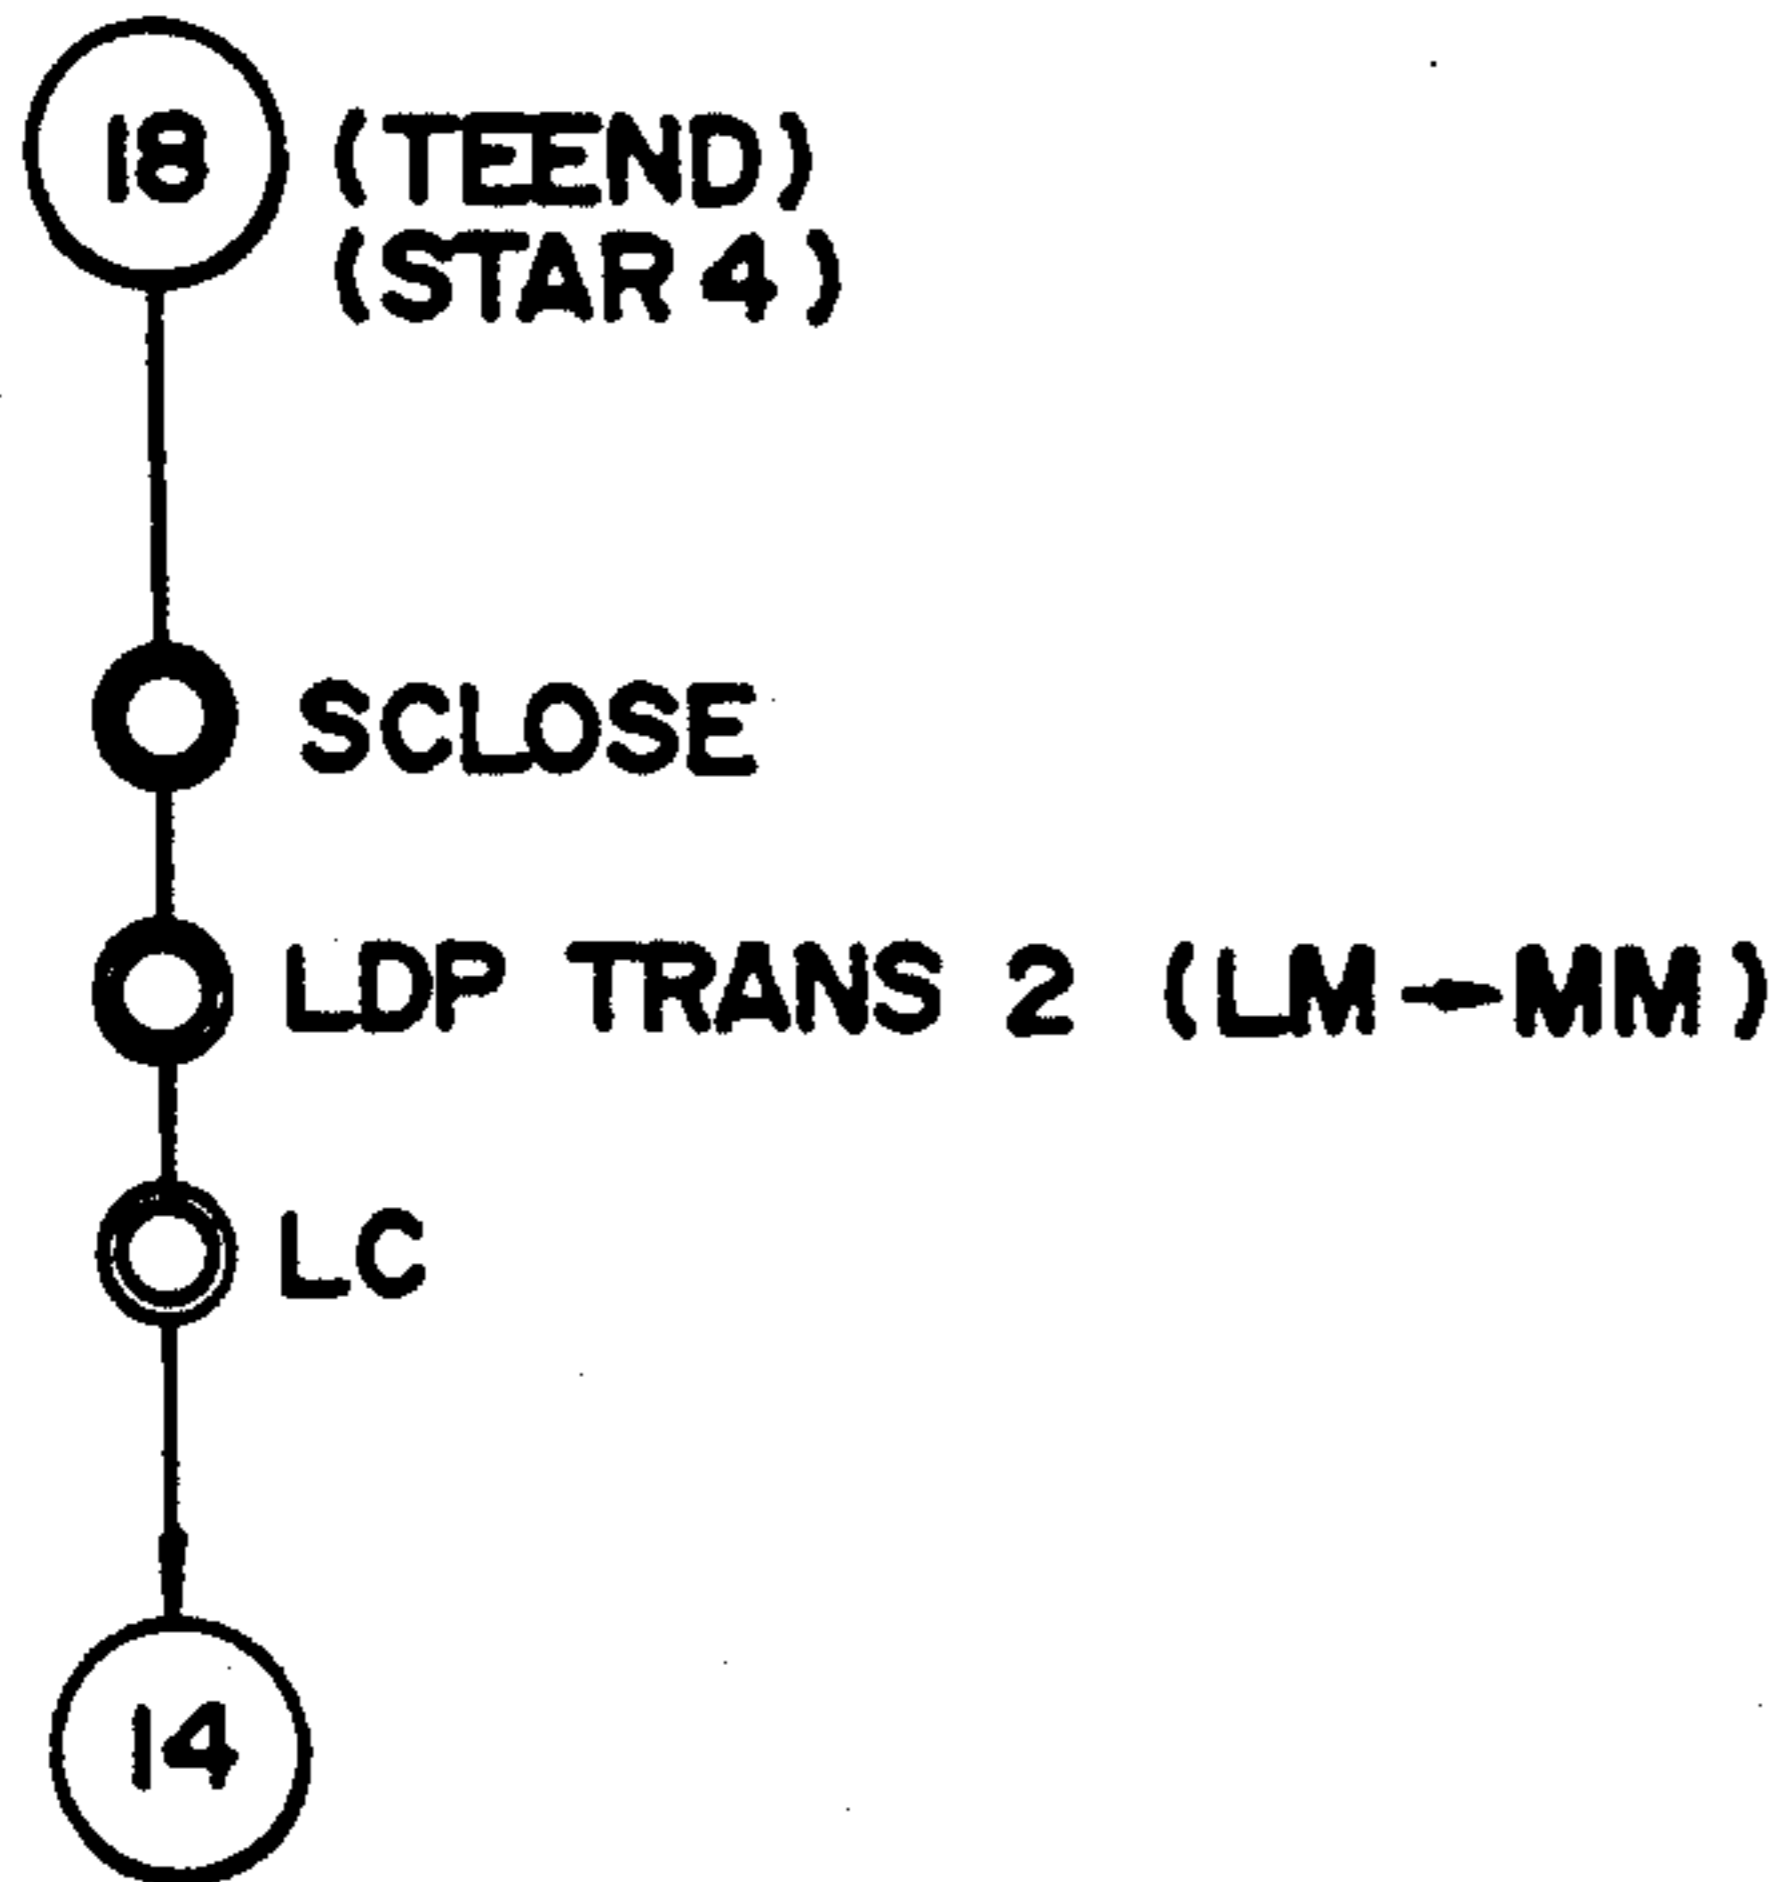 18 (TEEND)
(STAR 4)
SCLOSE
LDP TRANS 2 (LM→MM)
LC
14